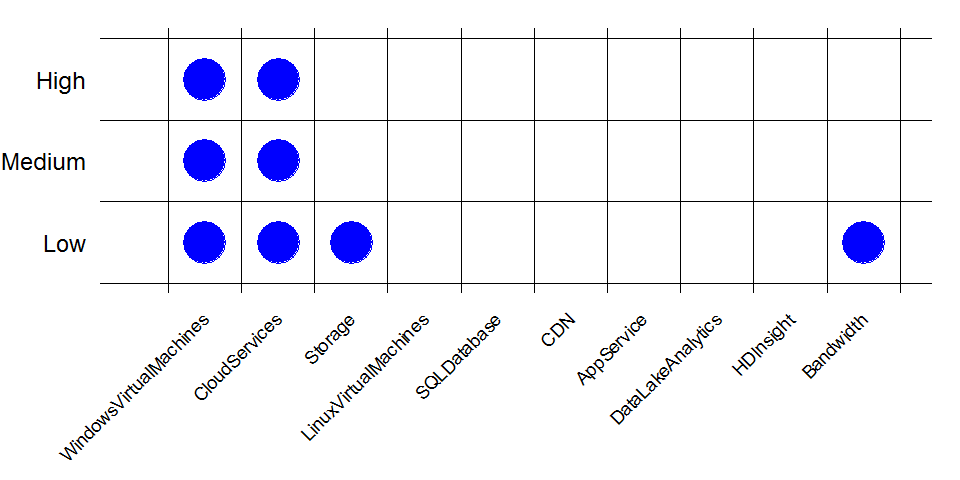 High
Medium
Low
WindowsVirtualMachines
CloudServices
Storage
LinuxVirtualMachines
SQLDatabase
CDN
AppService
DataLakeAnalytics
HDInsight
Bandwidth